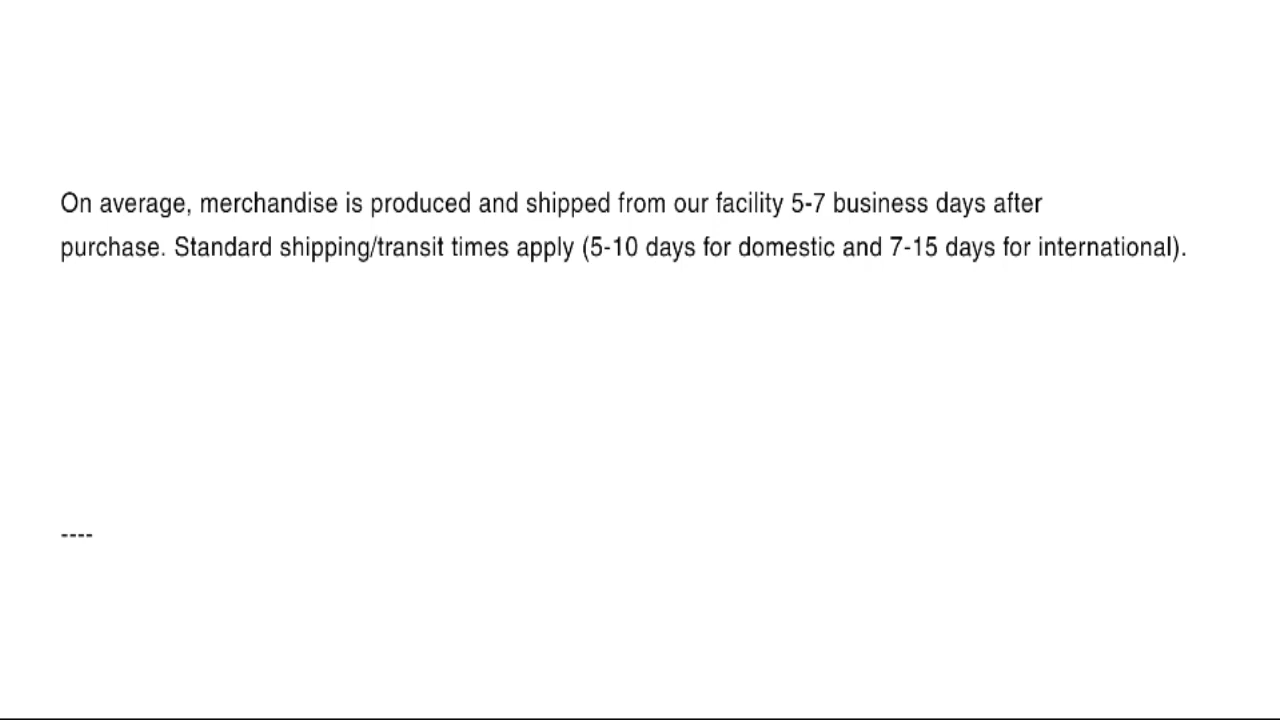 On average, merchandise is produced and shipped from our facility 5-7 business days after
purchase. Standard shipping/transit times apply (5-10 days for domestic and 7-15 days for international).
----